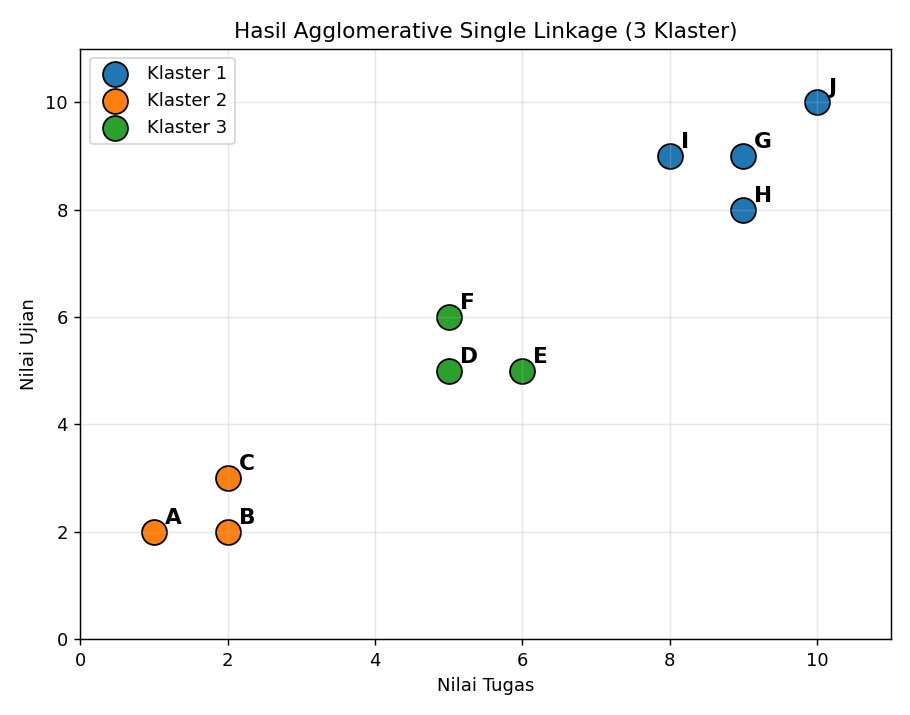 Hasil Agglomerative Single Linkage (3 Klaster)
Klaster 1
Klaster 2
Klaster 3
J
I
G
H
F
D
E
C
A
B
10
8
6
4
2
0
Nilai Ujian
0 2 4 6 8 10
Nilai Tugas